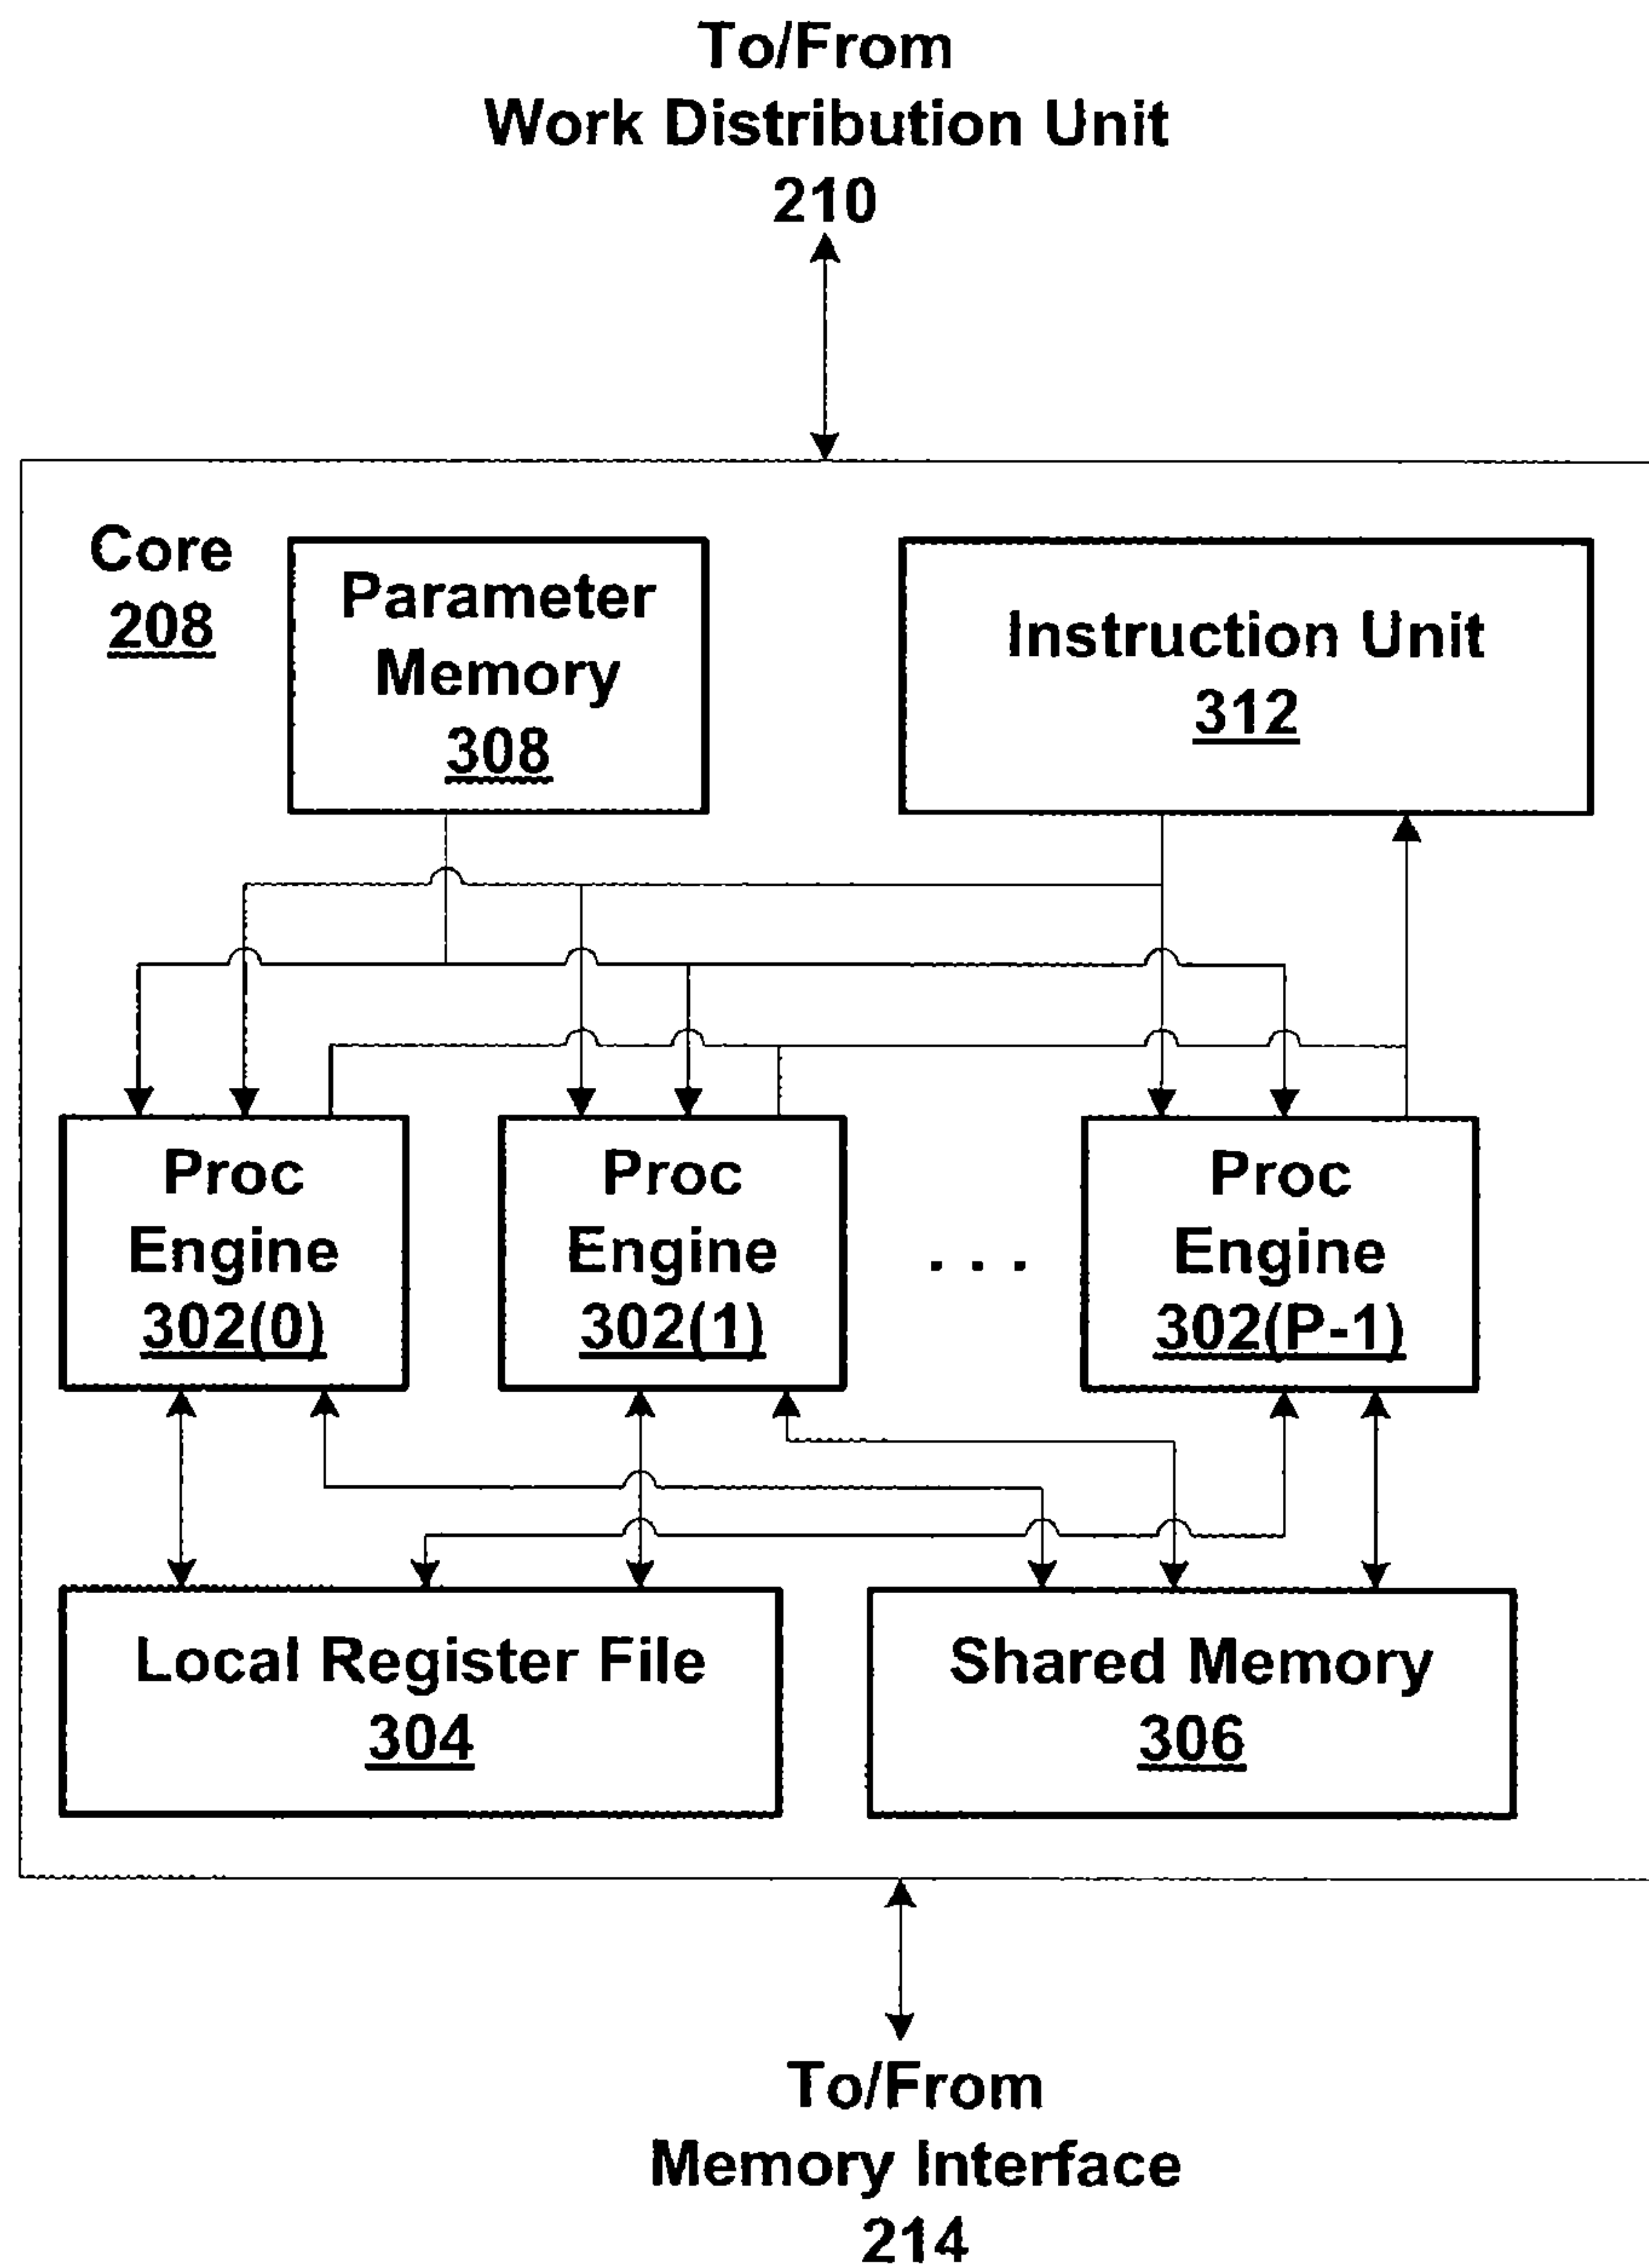 To/From
Work Distribution Unit
210
Core
208
Parameter
Memory
308
Instruction Unit
312
Proc
Engine
302(0)
Proc
Engine
302(1)
. . .
Proc
Engine
302(P-1)
Local Register File
304
Shared Memory
306
To/From
Memory Interface
214